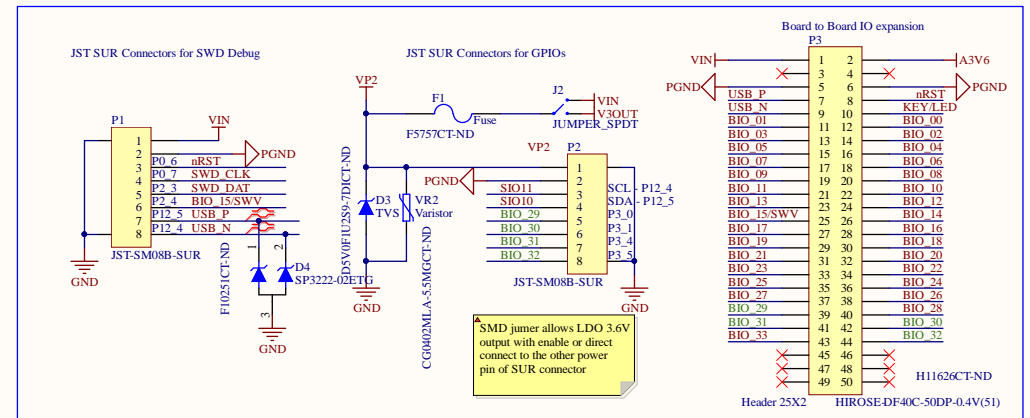 JST SUR Connectors for SWD Debug
P1
VIN
1
2
PGND
P0_6 nRST
3
P0_7 SWD_CLK
4
P2_3 SWD_DAT
5
P2_4 BIO_15/SWV
6
P12_5 USB_P
7
P12_4 USB_N
8
JST-SM08B-SUR
GND
F10251CT-ND
1
2
D4
SP3222-02ETG
3
GND
JST SUR Connectors for GPIOs
VP2
F1
Fuse
F5757CT-ND
J2
VIN
V3OUT
JUMPER_SPDT
VP2
P2
D5V0F1U2S9-7DICT-ND
D3
TVS
VR2
Varistor
CG0402MLA-5.5MGCT-ND
GND
1
PGND
2
SIO11
3
SCL - P12_4
SIO10
4
SDA - P12_5
BIO_29
5
P3_0
BIO_30
6
P3_1
BIO_31
7
P3_4
BIO_32
8
P3_5
JST-SM08B-SUR
GND
SMD jumer allows LDO 3.6V
output with enable or direct
connect to the other power
pin of SUR connector
Board to Board IO expansion
P3
VIN 1 2 A3V6
3 4
PGND 5 6 PGND
USB_P 7 8 nRST
USB_N 9 10 KEY/LED
BIO_01 11 12 BIO_00
BIO_03 13 14 BIO_02
BIO_05 15 16 BIO_04
BIO_07 17 18 BIO_06
BIO_09 19 20 BIO_08
BIO_11 21 22 BIO_10
BIO_13 23 24 BIO_12
BIO_15/SWV 25 26 BIO_14
BIO_17 27 28 BIO_16
BIO_19 29 30 BIO_18
BIO_21 31 32 BIO_20
BIO_23 33 34 BIO_22
BIO_25 35 36 BIO_24
BIO_27 37 38 BIO_26
BIO_29 39 40 BIO_28
BIO_31 41 42 BIO_30
BIO_33 43 44 BIO_32
45 46
47 48
49 50
H11626CT-ND
Header 25X2
HIROSE-DF40C-50DP-0.4V(51)